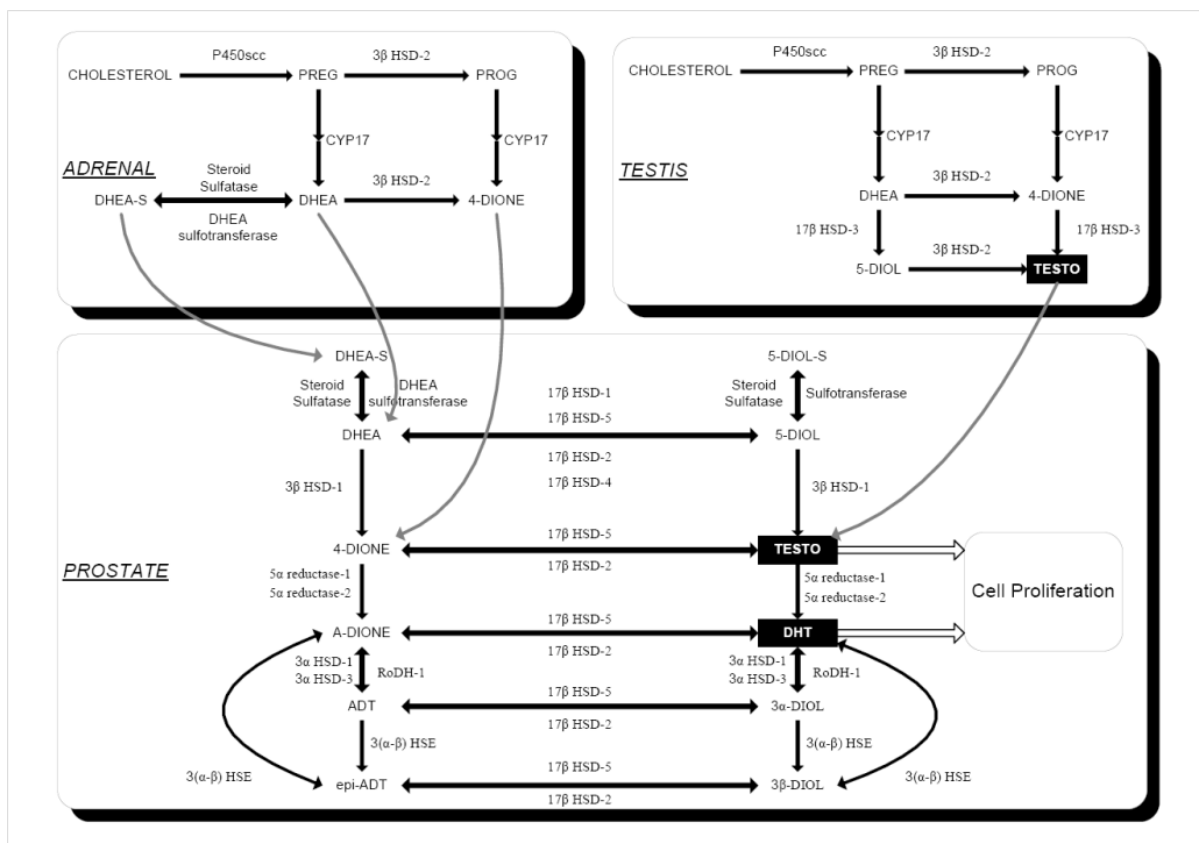 P450scc
3β HSD-2
CHOLESTEROL
PREG
PROG
CYP17
CYP17
ADRENAL
Steroid
Sulfatase
3β HSD-2
DHEA-S
DHEA
4-DIONE
DHEA
sulfotransferase
P450scc
3β HSD-2
CHOLESTEROL
PREG
PROG
CYP17
CYP17
TESTIS
3β HSD-2
DHEA
4-DIONE
17β HSD-3
17β HSD-3
3β HSD-2
5-DIOL
TESTO
DHEA-S
5-DIOL-S
Steroid
Sulfatase
DHEA
sulfotransferase
17β HSD-1
Steroid
Sulfatase
Sulfotransferase
17β HSD-5
DHEA
5-DIOL
17β HSD-2
17β HSD-4
3β HSD-1
3β HSD-1
17β HSD-5
4-DIONE
TESTO
17β HSD-2
PROSTATE
5α reductase-1
5α reductase-2
5α reductase-1
5α reductase-2
Cell Proliferation
17β HSD-5
A-DIONE
DHT
17β HSD-2
3α HSD-1
3α HSD-3
RoDH-1
3α HSD-1
3α HSD-3
RoDH-1
17β HSD-5
ADT
3α-DIOL
17β HSD-2
3(α-β) HSE
3(α-β) HSE
17β HSD-5
3(α-β) HSE
3(α-β) HSE
epi-ADT
3β-DIOL
17β HSD-2